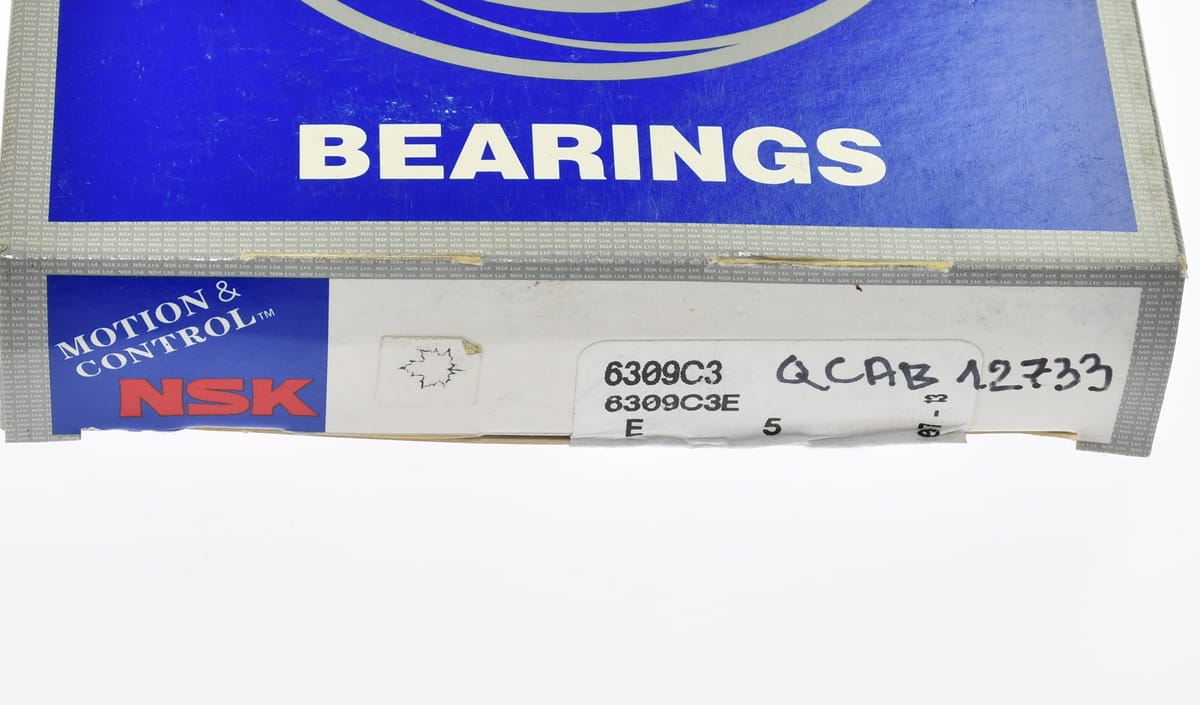 BEARINGS
MOTION &
CONTROL™
NSK
6309C3
QCAB 12733
6309C3E
E 5